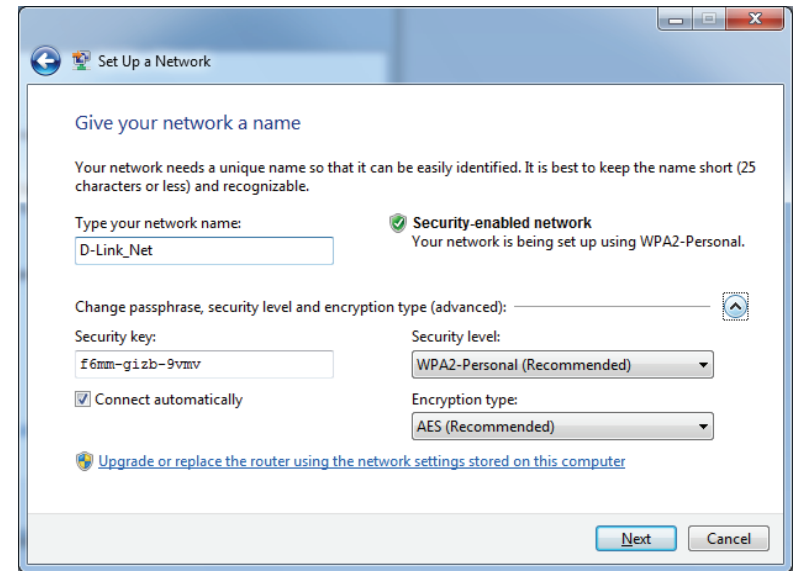 Set Up a Network
Give your network a name
Your network needs a unique name so that it can be easily identified. It is best to keep the name short (25
characters or less) and recognizable.
Type your network name:
D-Link_Net
Security-enabled network
Your network is being set up using WPA2-Personal.
Change passphrase, security level and encryption type (advanced):
Security key:
f6mm-gizb-9vmv
Security level:
WPA2-Personal (Recommended)
Connect automatically
Encryption type:
AES (Recommended)
Upgrade or replace the router using the network settings stored on this computer
Next
Cancel